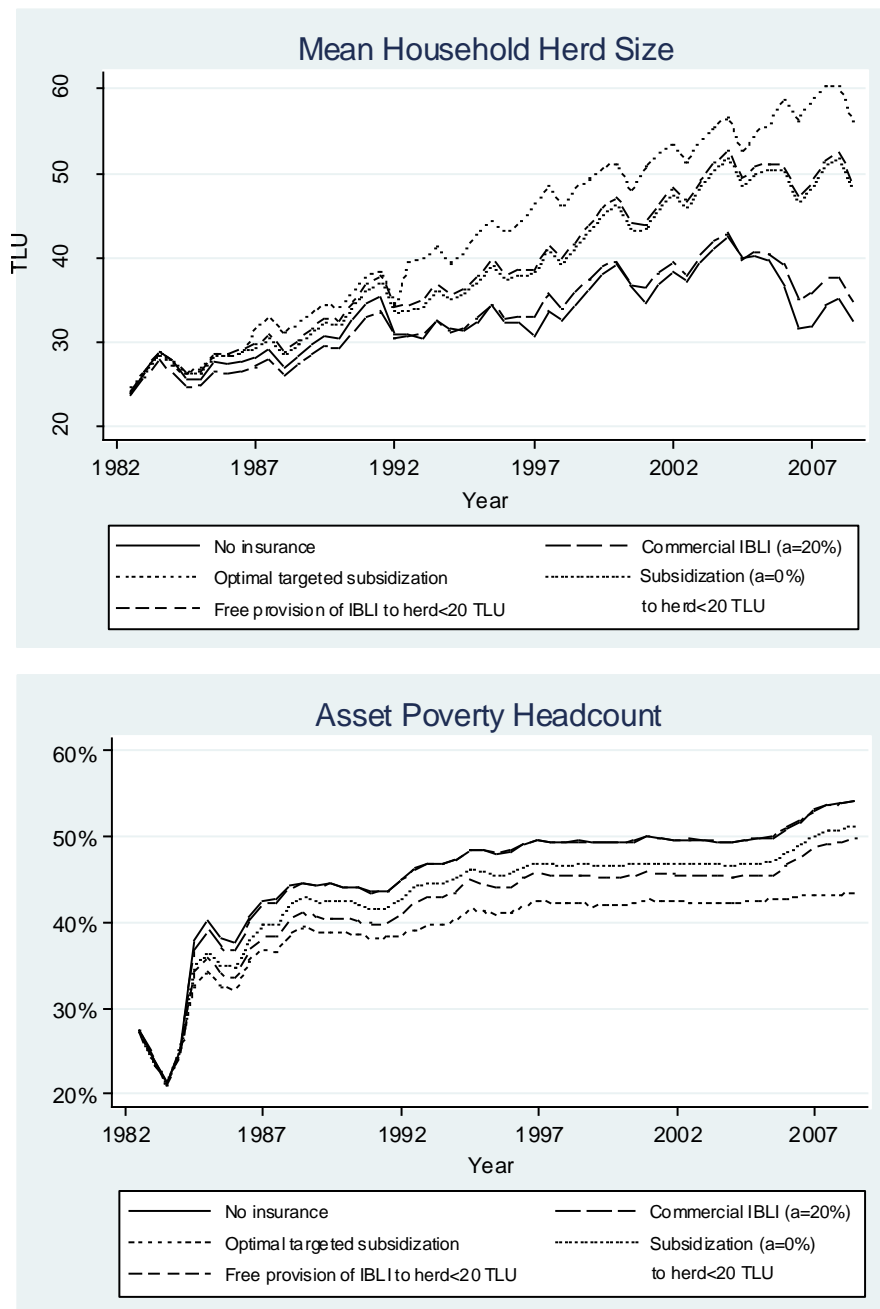 Mean Household Herd Size
TLU
60
50
40
30
20
1982 1987 1992 1997 2002 2007
Year
No insurance
Commercial IBLI (a=20%)
Optimal targeted subsidization
Subsidization (a=0%)
Free provision of IBLI to herd<20 TLU
to herd<20 TLU
Asset Poverty Headcount
60%
50%
40%
30%
20%
1982 1987 1992 1997 2002 2007
Year
No insurance
Commercial IBLI (a=20%)
Optimal targeted subsidization
Subsidization (a=0%)
Free provision of IBLI to herd<20 TLU
to herd<20 TLU